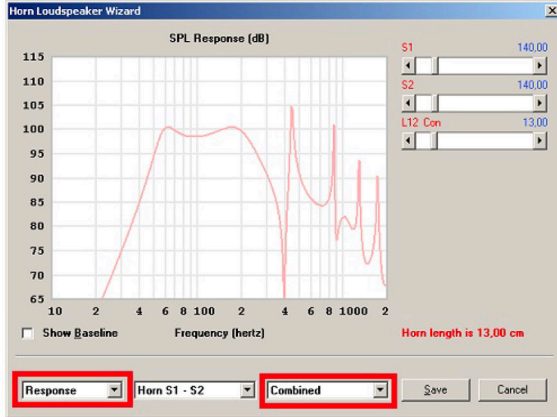 Horn Loudspeaker Wizard
SPL Response (dB)
S1 140,00
S2 140,00
L12 Con 13,00
115
110
105
100
95
90
85
80
75
70
65
10 2 4 6 8 100 2 4 6 8 1000 2
Show Baseline
Frequency (hertz)
Horn length is 13,00 cm
Response
Horn S1 - S2
Combined
Save
Cancel